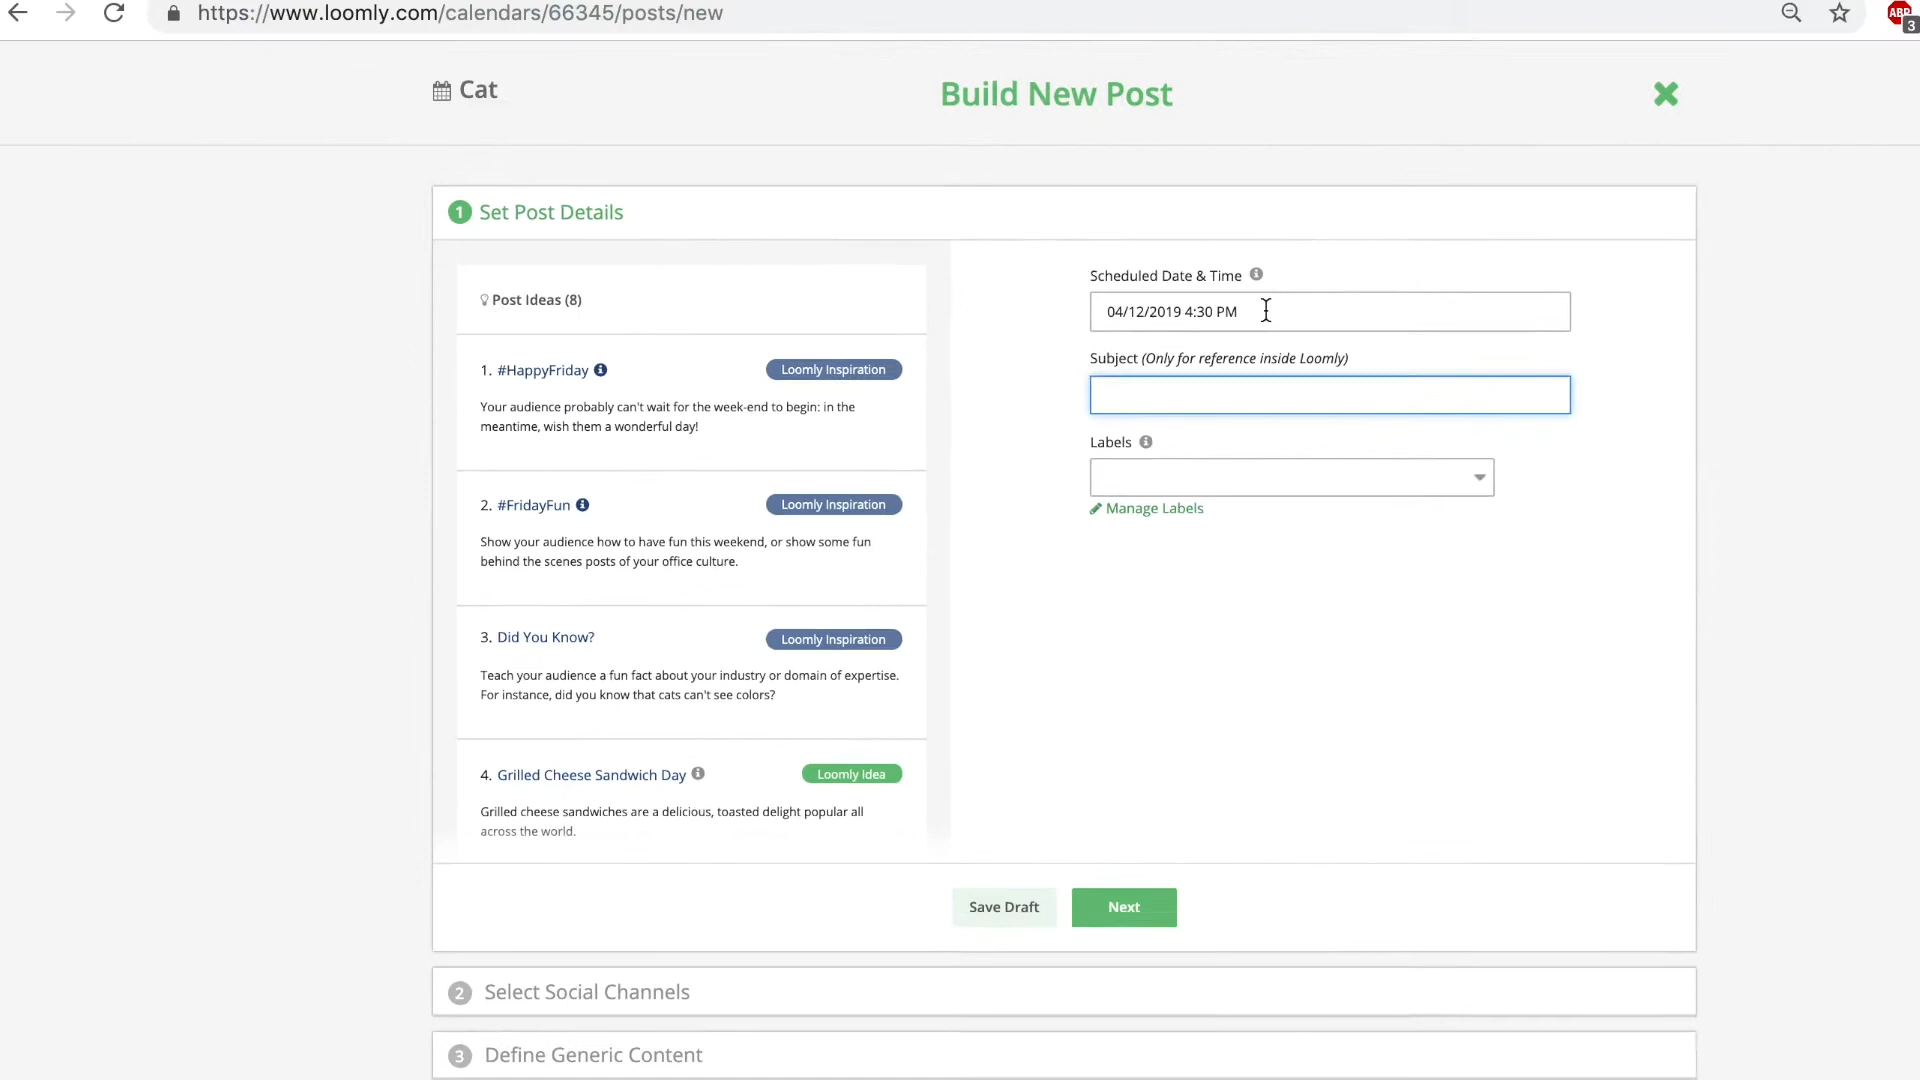 https://www.loomly.com/calendars/66345/posts/new
ABP
3
Cat
Build New Post
1 Set Post Details
Post Ideas (8)
1. #HappyFriday
Loomly Inspiration
Your audience probably can't wait for the week-end to begin: in the
meantime, wish them a wonderful day!
2. #FridayFun
Loomly Inspiration
Show your audience how to have fun this weekend, or show some fun
behind the scenes posts of your office culture.
3. Did You Know?
Loomly Inspiration
Teach your audience a fun fact about your industry or domain of expertise.
For instance, did you know that cats can't see colors?
4. Grilled Cheese Sandwich Day
Loomly Idea
Grilled cheese sandwiches are a delicious, toasted delight popular all
across the world.
Scheduled Date & Time
04/12/2019 4:30 PM
Subject (Only for reference inside Loomly)
Labels
Manage Labels
Save Draft
Next
2 Select Social Channels
3 Define Generic Content